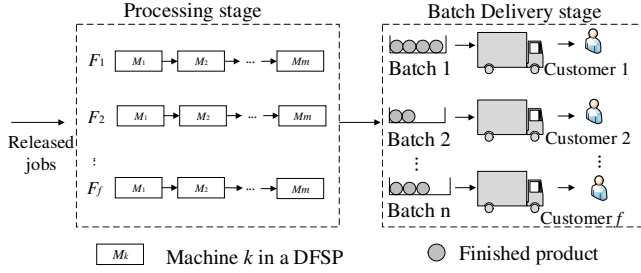 Processing stage
Batch Delivery stage
F1 M1 M2 ... Mm
Batch 1
Customer 1
F2 M1 M2 ... Mm
Released jobs
Batch 2
Customer 2
⋮
⋮
⋮
Ff M1 M2 ... Mm
Batch n
Customer f
Mk Machine k in a DFSP
Finished product